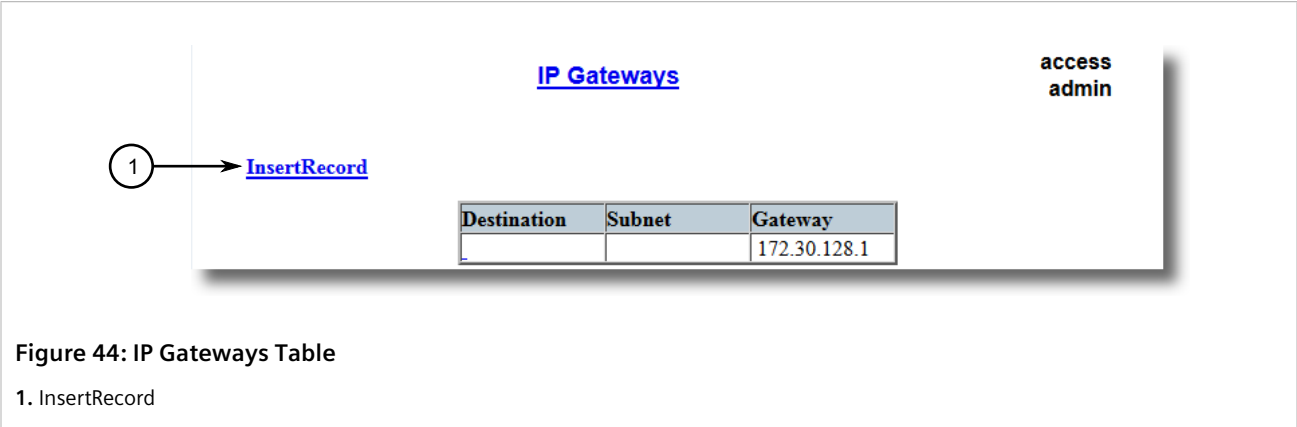 IP Gateways
access
admin
1
InsertRecord
Destination Subnet Gateway
172.30.128.1
Figure 44: IP Gateways Table
1. InsertRecord